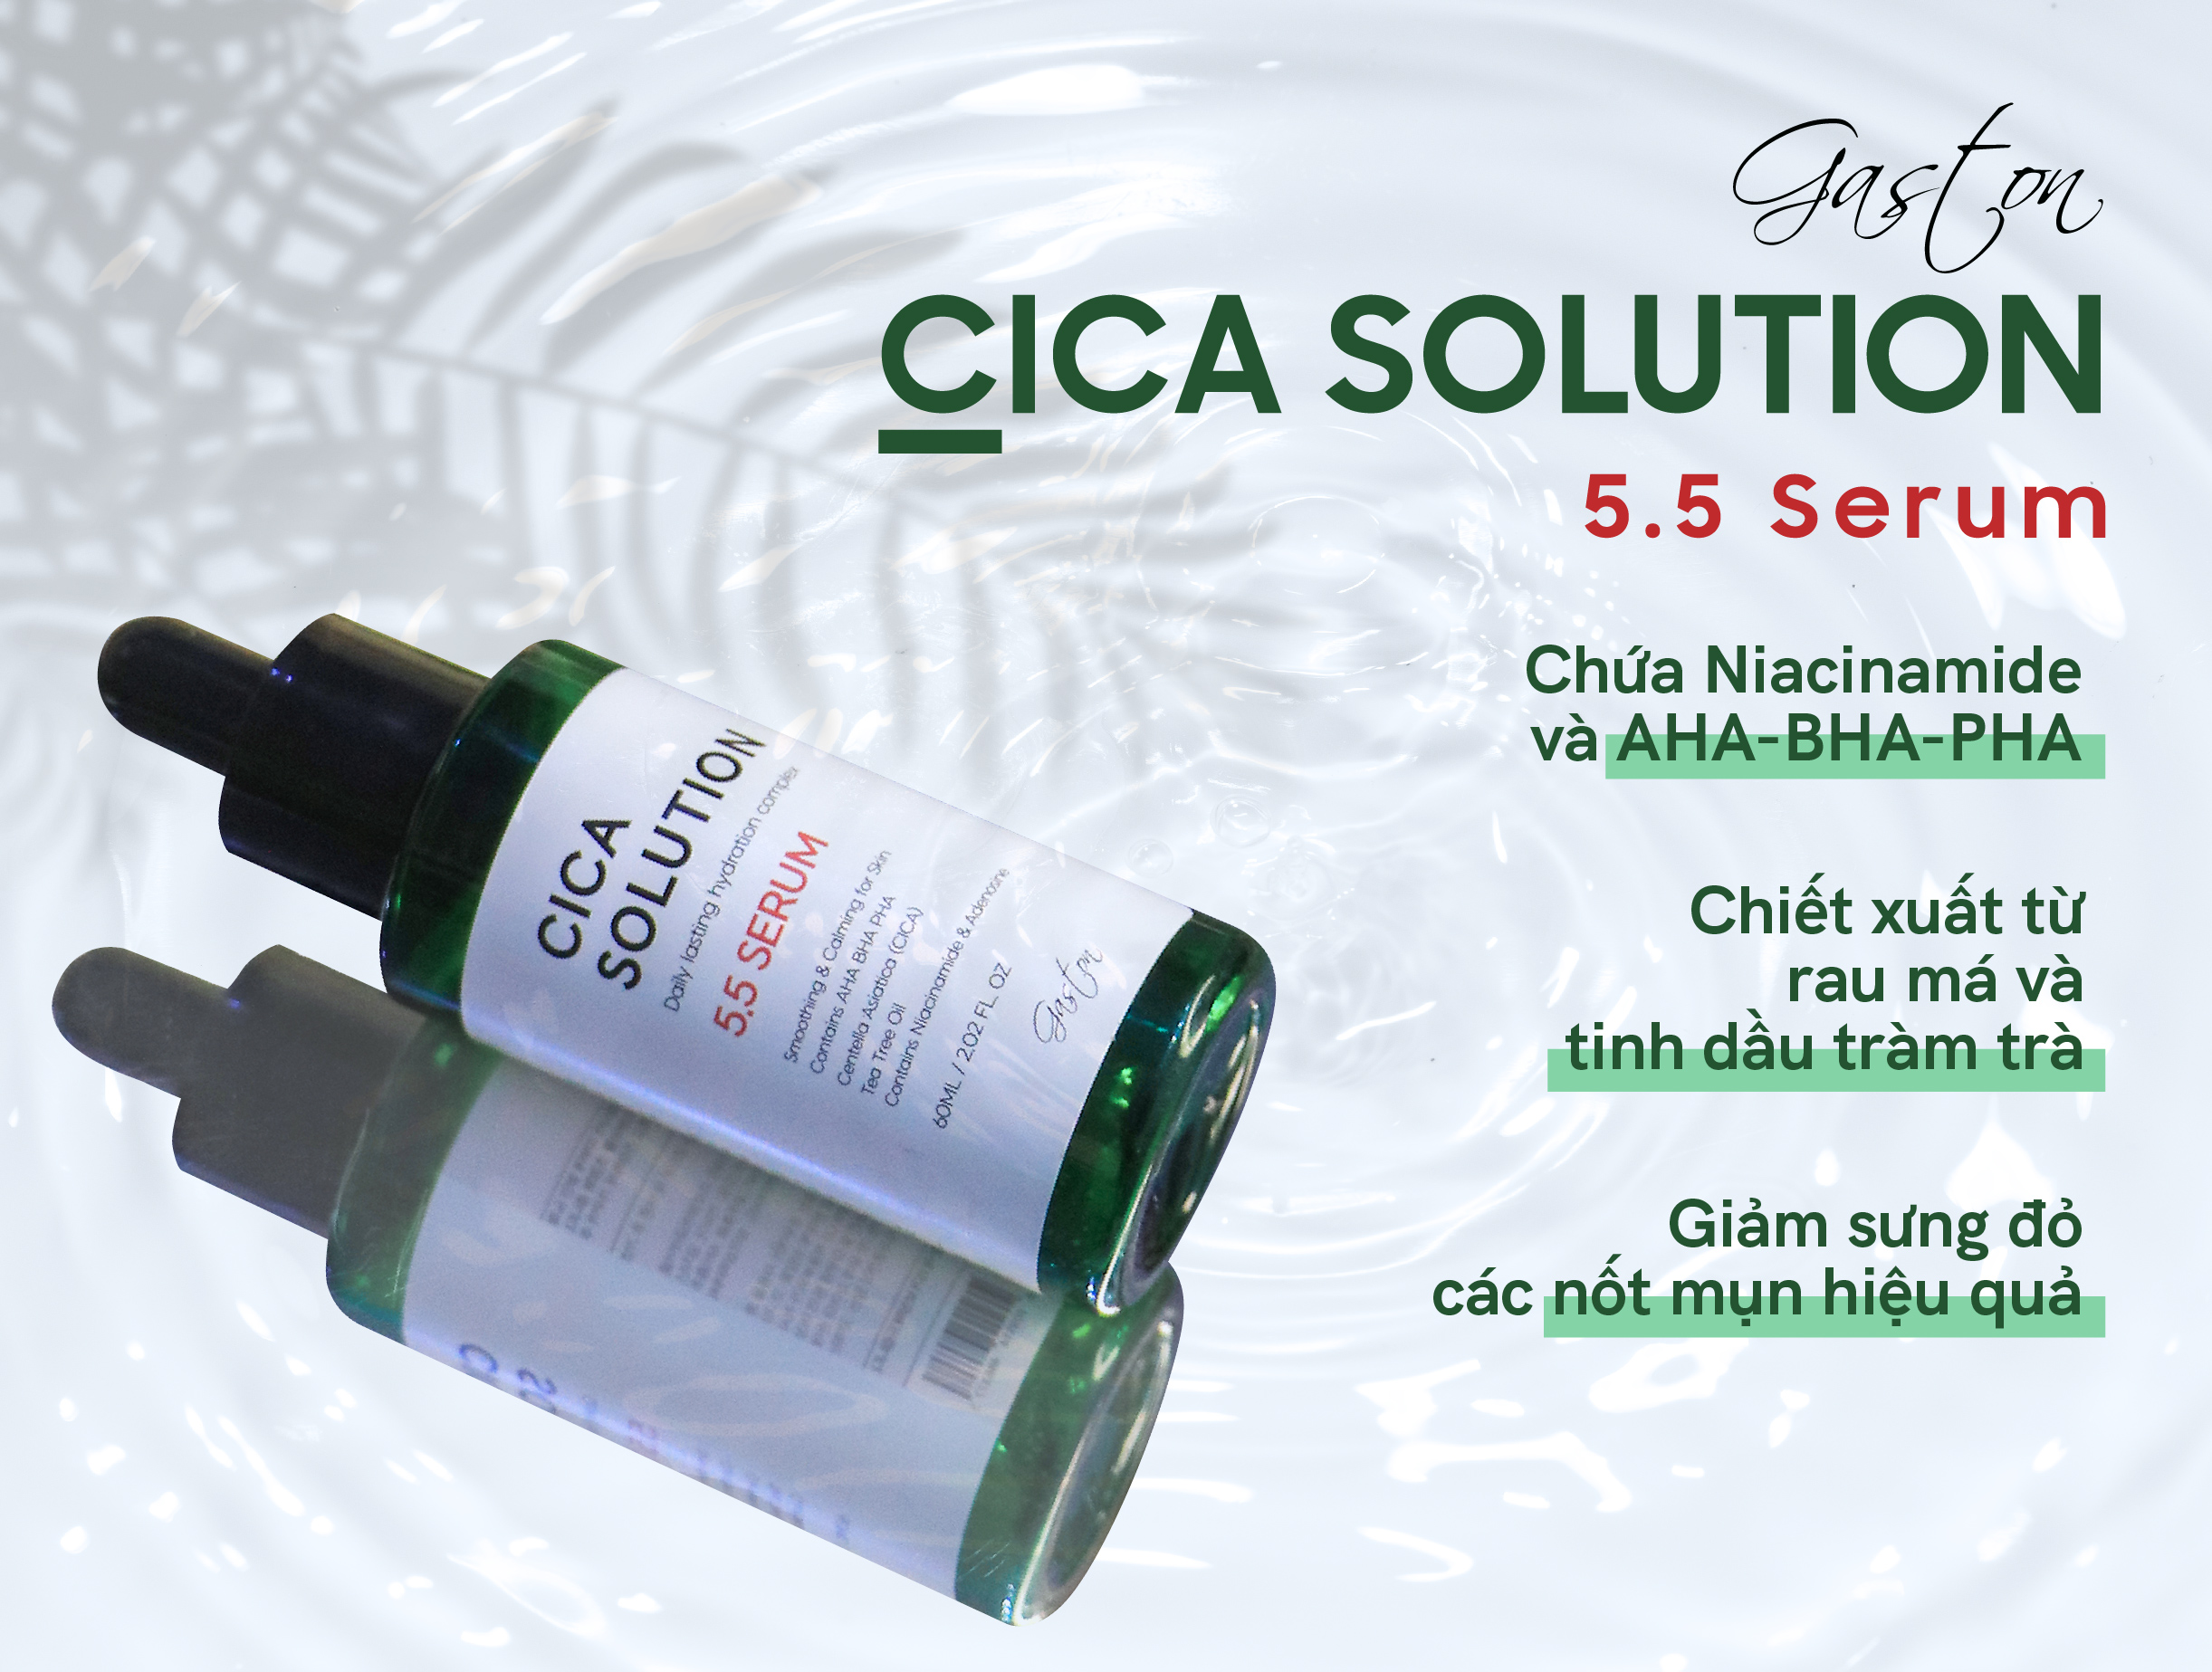 Gaston
CICA SOLUTION
5.5 Serum
Chứa Niacinamide
và AHA-BHA-PHA
Chiết xuất từ
rau má và
tinh dầu tràm trà
Giảm sưng đỏ
các nốt mụn hiệu quả
CICA
SOLUTION
Daily lasting hydration complex
5.5 SERUM
Smoothing & Calming for Skin
Contains AHA BHA PHA
Centella Asiatica (CICA)
Tea Tree Oil
Contains Niacinamide & Adenosine
60ML / 2.02 FL. OZ
Gaston